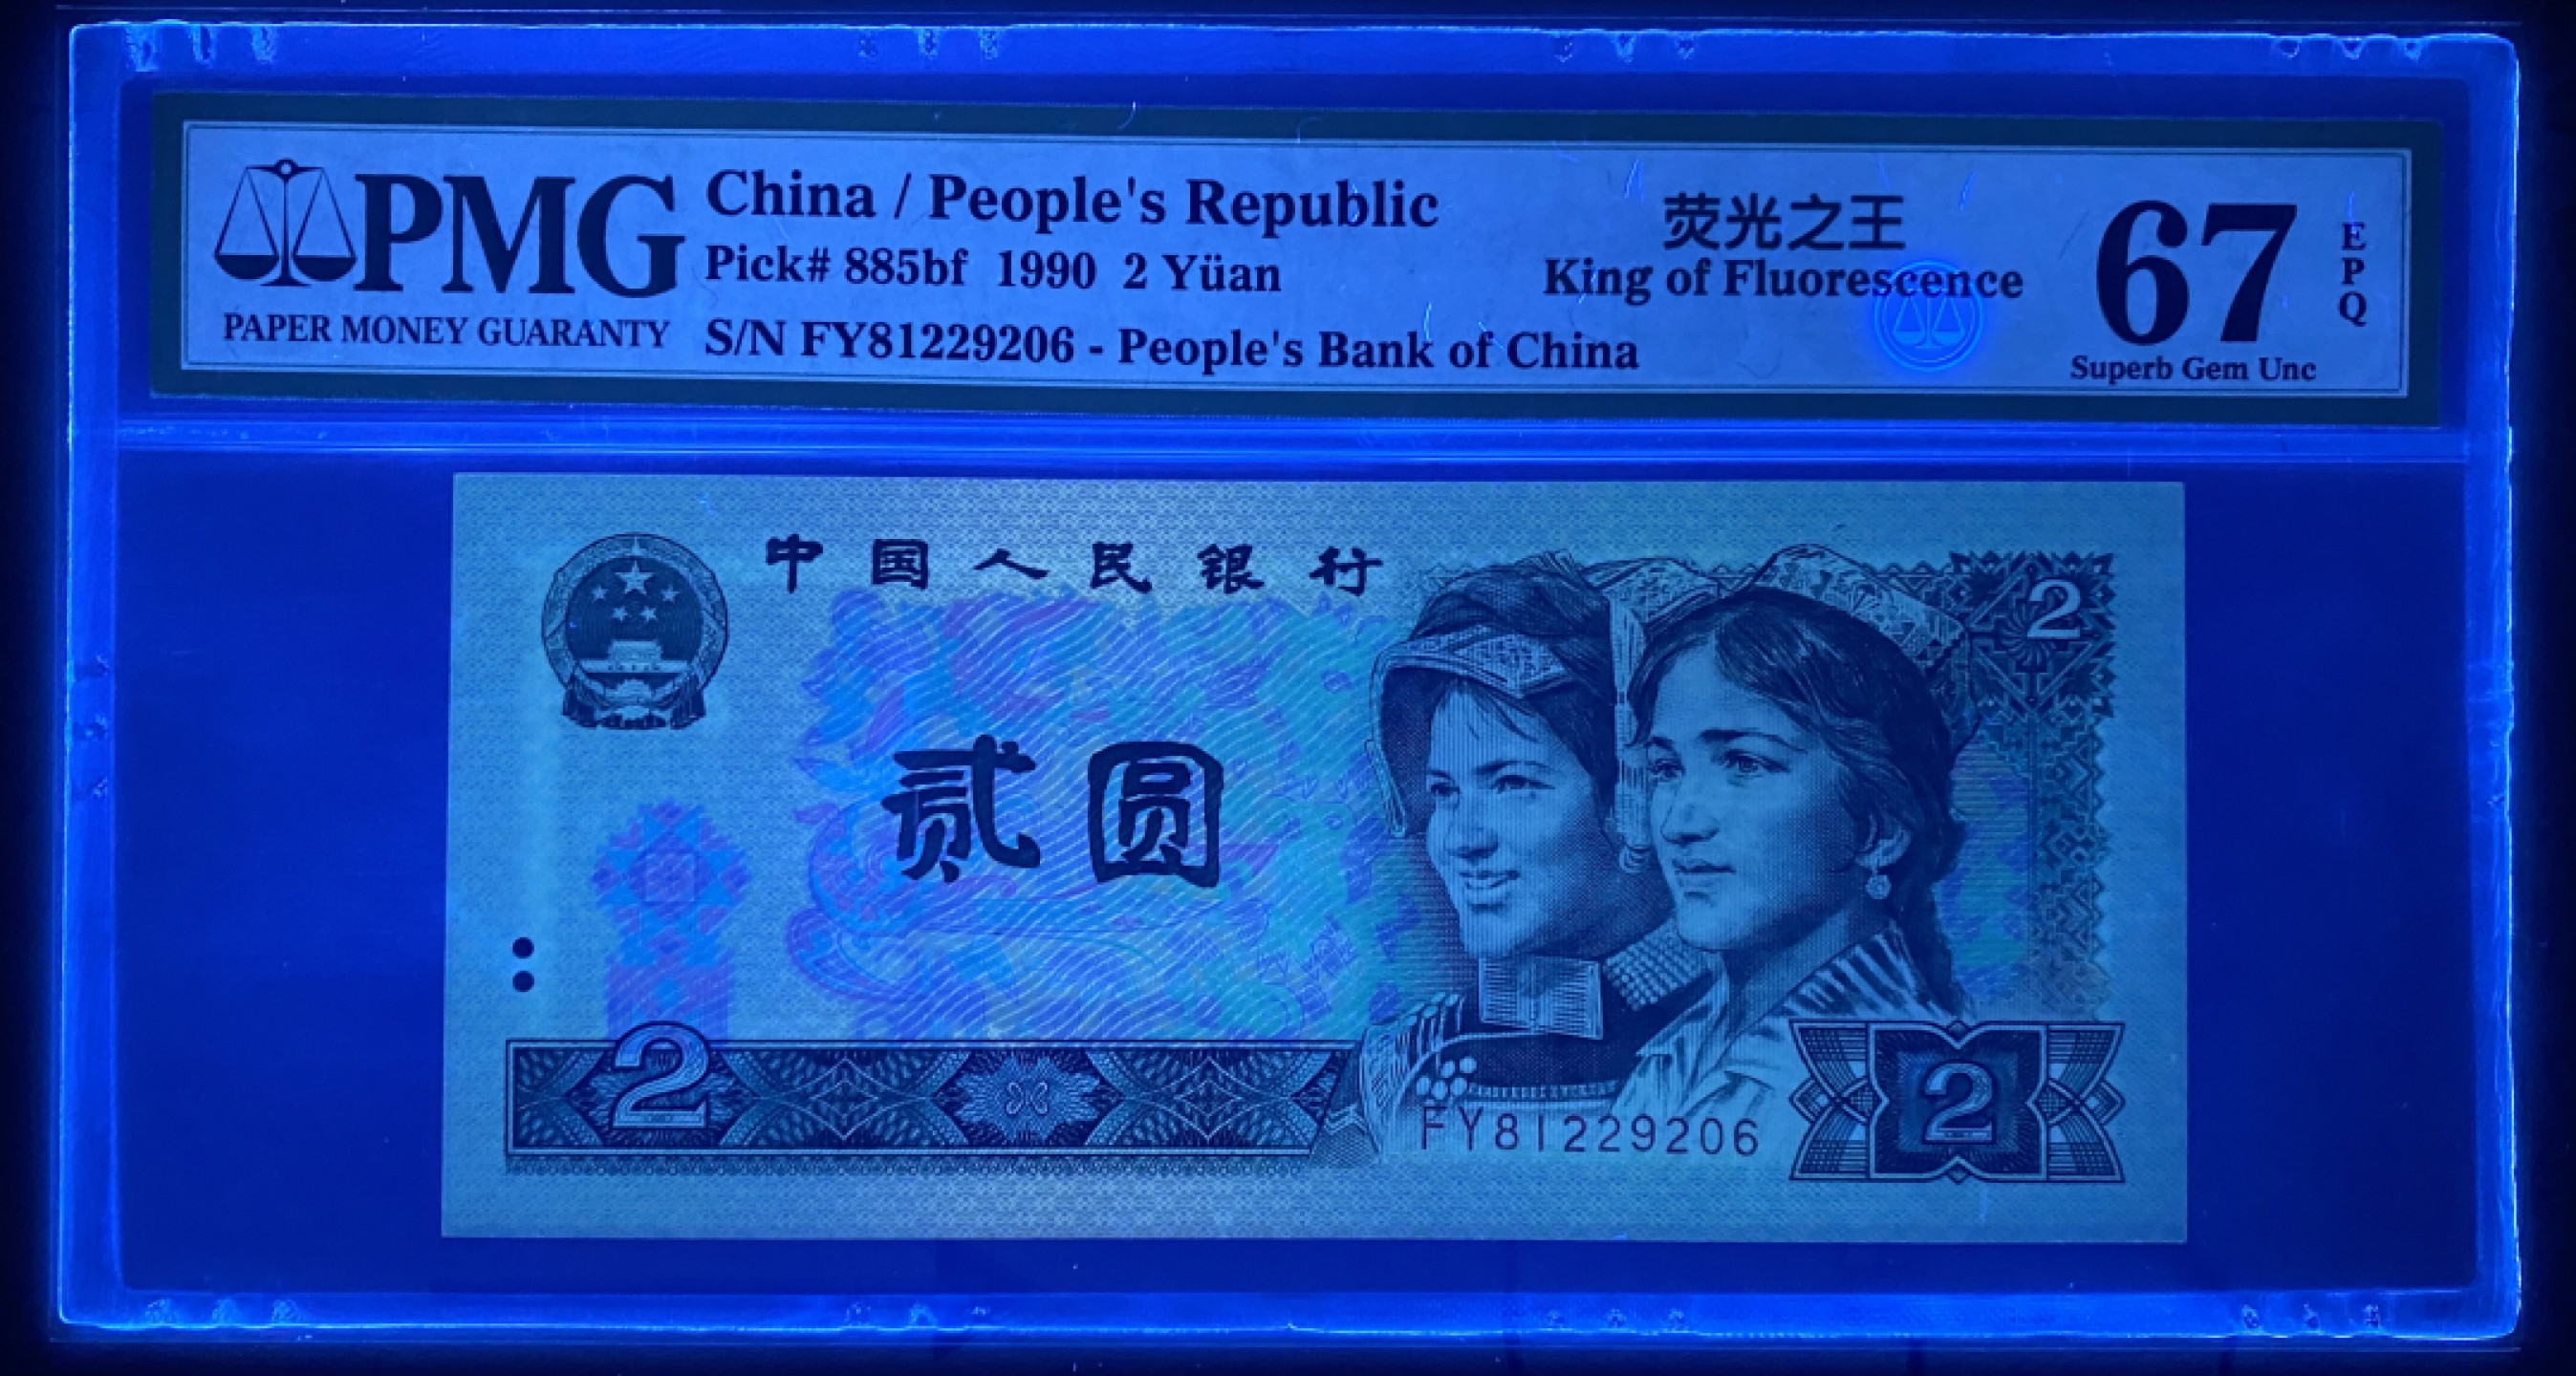 PMG
PAPER MONEY GUARANTY
China / People's Republic
Pick# 885bf 1990 2 Yüan
S/N FY81229206 - People's Bank of China
荧光之王
King of Fluorescence
67
EPQ
Superb Gem Unc
中国人民银行
2
贰圆
2
FY81229206
2